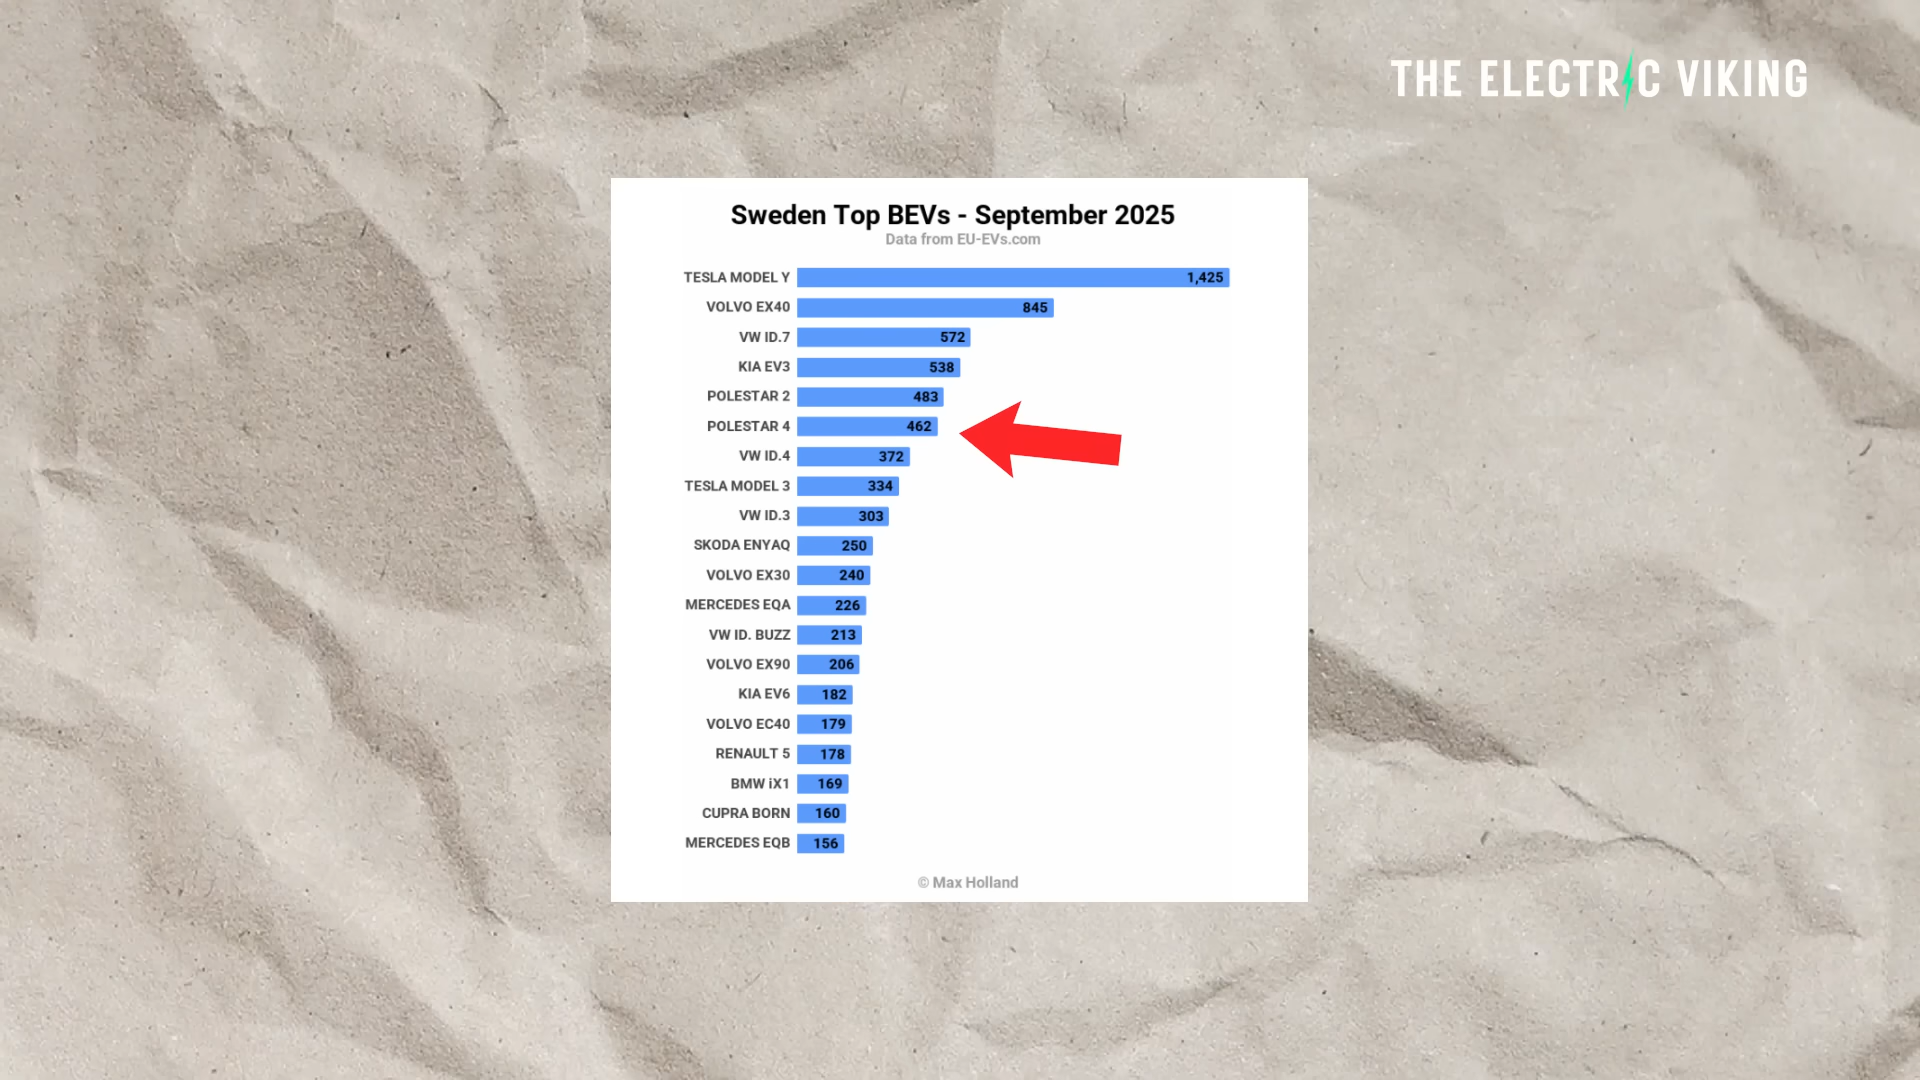 THE ELECTRIC VIKING
Sweden Top BEVs - September 2025
Data from EU-EVs.com
TESLA MODEL Y 1,425
VOLVO EX40 845
VW ID.7 572
KIA EV3 538
POLESTAR 2 483
POLESTAR 4 462
VW ID.4 372
TESLA MODEL 3 334
VW ID.3 303
SKODA ENYAQ 250
VOLVO EX30 240
MERCEDES EQA 226
VW ID. BUZZ 213
VOLVO EX90 206
KIA EV6 182
VOLVO EC40 179
RENAULT 5 178
BMW iX1 169
CUPRA BORN 160
MERCEDES EQB 156
© Max Holland